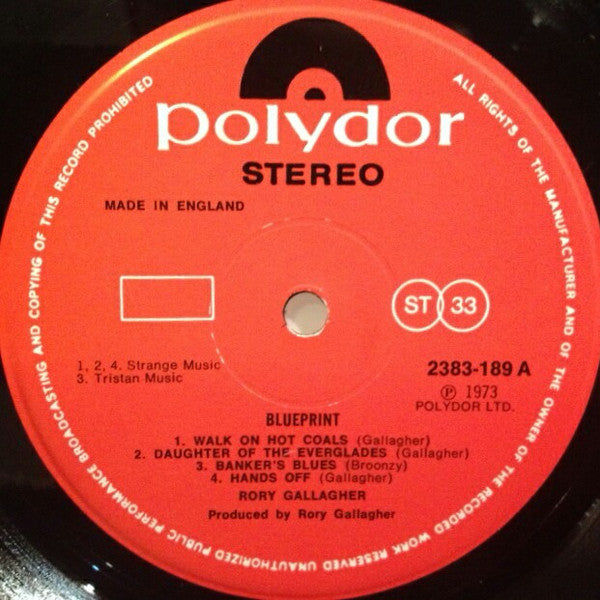 polydor
STEREO
MADE IN ENGLAND
ST 33
1, 2, 4. Strange Music
3. Tristan Music
2383-189 A
Ⓟ 1973
POLYDOR LTD.
BLUEPRINT
1. WALK ON HOT COALS (Gallagher)
2. DAUGHTER OF THE EVERGLADES (Gallagher)
3. BANKER'S BLUES (Broonzy)
4. HANDS OFF (Gallagher)
RORY GALLAGHER
Produced by Rory Gallagher
ALL RIGHTS OF THE MANUFACTURER AND OF THE OWNER OF THE RECORDED WORK RESERVED UNAUTHORIZED PUBLIC PERFORMANCE BROADCASTING AND COPYING OF THIS RECORD PROHIBITED